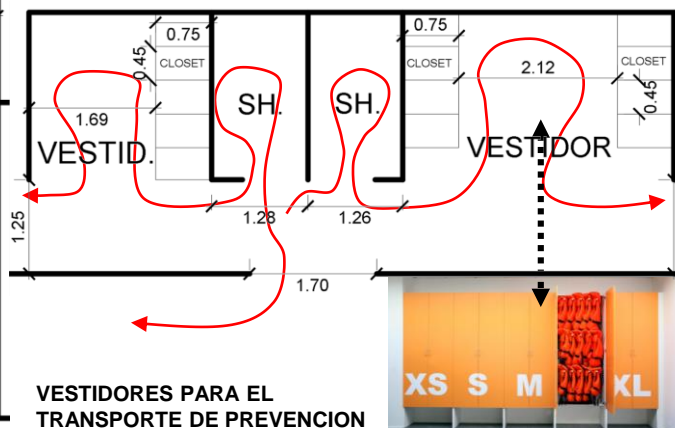 0.75
0.75
0.45
CLOSET
CLOSET
2.12
CLOSET
0.45
1.69
SH.
SH.
VESTID.
VESTIDOR
1.28
1.26
1.25
1.70
XS S M XL
VESTIDORES PARA EL
TRANSPORTE DE PREVENCION